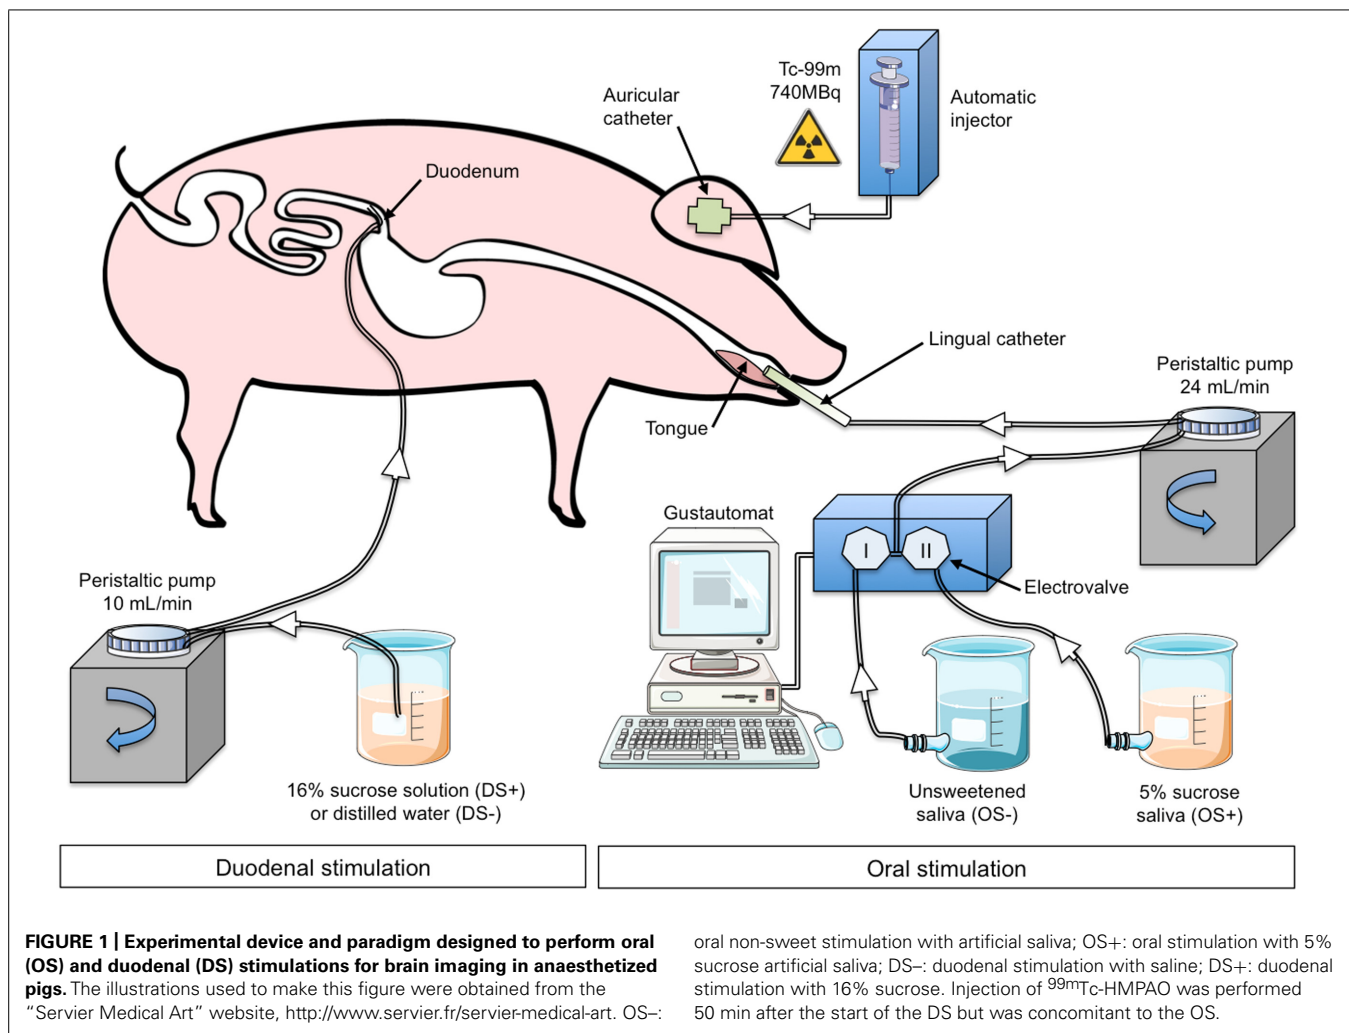 Tc-99m
740MBq
Automatic
injector
Auricular
catheter
Duodenum
Lingual catheter
Tongue
Peristaltic pump
24 mL/min
Gustautomat
I
II
Electrovalve
Peristaltic pump
10 mL/min
16% sucrose solution (DS+)
or distilled water (DS-)
Unsweetened
saliva (OS-)
5% sucrose
saliva (OS+)
Duodenal stimulation
Oral stimulation
FIGURE 1 | Experimental device and paradigm designed to perform oral
(OS) and duodenal (DS) stimulations for brain imaging in anaesthetized
pigs. The illustrations used to make this figure were obtained from the
“Servier Medical Art” website, http://www.servier.fr/servier-medical-art. OS–:
oral non-sweet stimulation with artificial saliva; OS+: oral stimulation with 5%
sucrose artificial saliva; DS–: duodenal stimulation with saline; DS+: duodenal
stimulation with 16% sucrose. Injection of 99mTc-HMPAO was performed
50 min after the start of the DS but was concomitant to the OS.